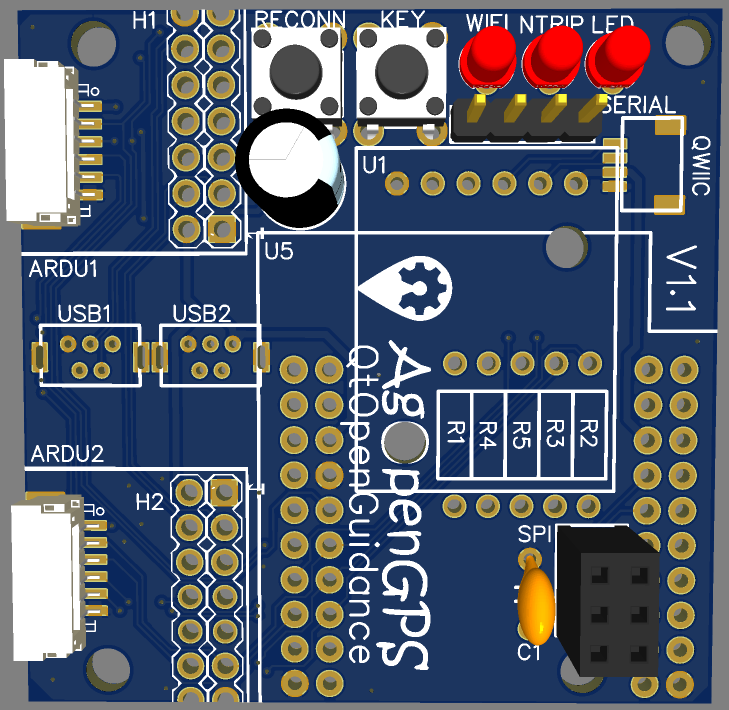 H1
RECONN
KEY
WIFI
NTRIP
LED
SERIAL
U1
QWIIC
U5
V1.1
ARDU1
USB1
USB2
AgOpenGPS
QtOpenGuidance
R1
R4
R5
R3
R2
ARDU2
H2
SPI
C1